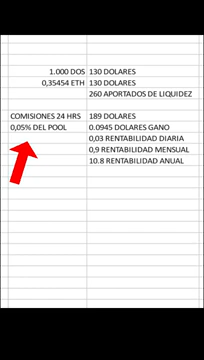 1.000 DOS 130 DOLARES
0,35454 ETH 130 DOLARES
260 APORTADOS DE LIQUIDEZ
COMISIONES 24 HRS 189 DOLARES
0,05% DEL POOL 0.0945 DOLARES GANO
0,03 RENTABILIDAD DIARIA
0,9 RENTABILIDAD MENSUAL
10.8 RENTABILIDAD ANUAL